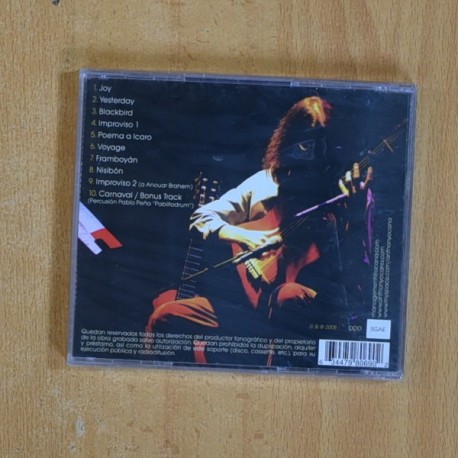 1. Joy
2. Yesterday
3. Blackbird
4. Improviso 1
5. Poema a Icaro
6. Voyage
7. Framboyán
8. Nisibón
9. Improviso 2 (a Anouar Brahem)
10. Carnaval / Bonus Track
(Percusión Pablo Peña "Pablitodrum")
© & ® 2008
DDD
SGAE
Quedan reservados todos los derechos del productor fonográfico y del propietario
de la obra grabada salvo autorización. Quedan prohibidos la duplicación, alquiler
y préstamo, así como la utilización de este soporte (disco, cassette, etc.), para su
ejecución pública y radiodifusión.